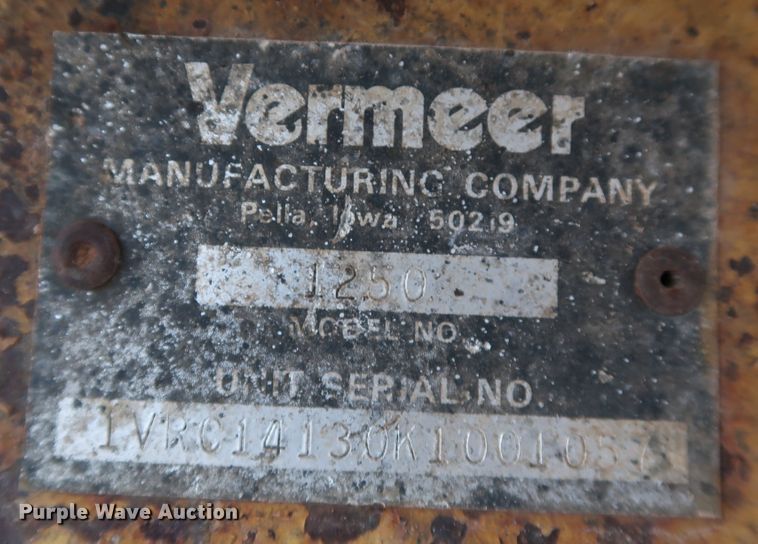 Vermeer
MANUFACTURING COMPANY
Pella, Iowa 50219
1250
MODEL NO.
UNIT SERIAL NO.
1VRC14130K1001057
Purple Wave Auction